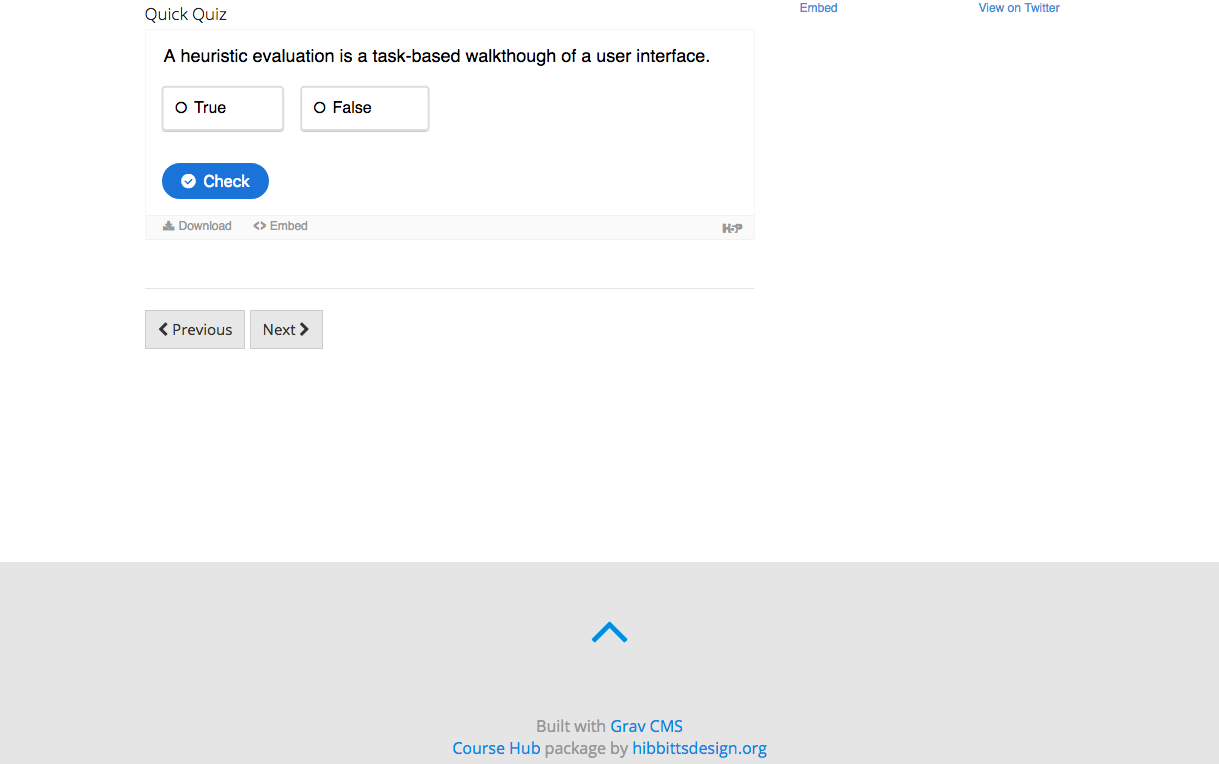 Quick Quiz
Embed
View on Twitter
A heuristic evaluation is a task-based walkthough of a user interface.
True
False
Check
Download
Embed
H5P
Previous
Next
Built with Grav CMS
Course Hub package by hibbittsdesign.org